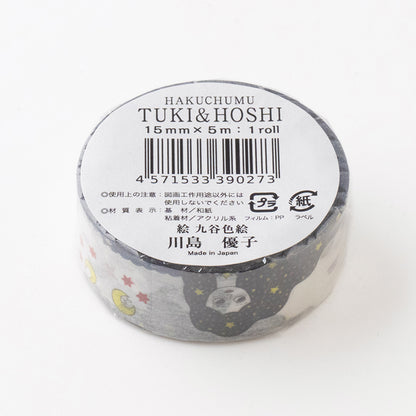 HAKUCHUMU
TUKI&HOSHI
15mm×5m：1roll
4 571533 390273
◎使用上の注意：図画工作用途以外には
使用しないでください
◎材質表示：基 材／和紙
粘着材／アクリル系
プラ
フィルム：PP
紙
ラベル
絵 九谷色絵
川島 優子
Made in Japan